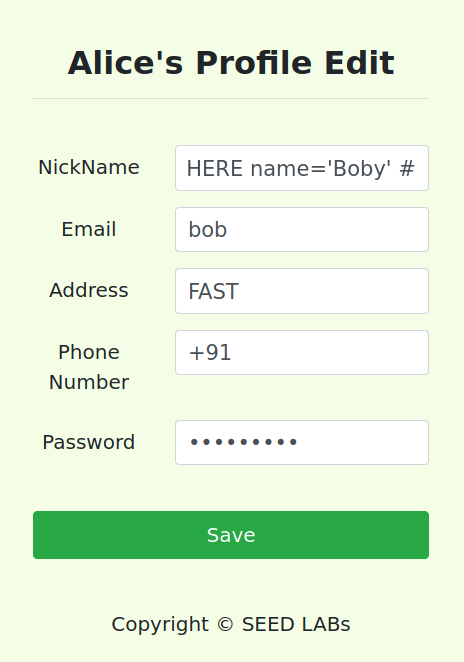 Alice's Profile Edit
NickName
HERE name='Boby' #
Email
bob
Address
FAST
+91
Phone
Number
Password
•••••••••
Save
Copyright © SEED LABs